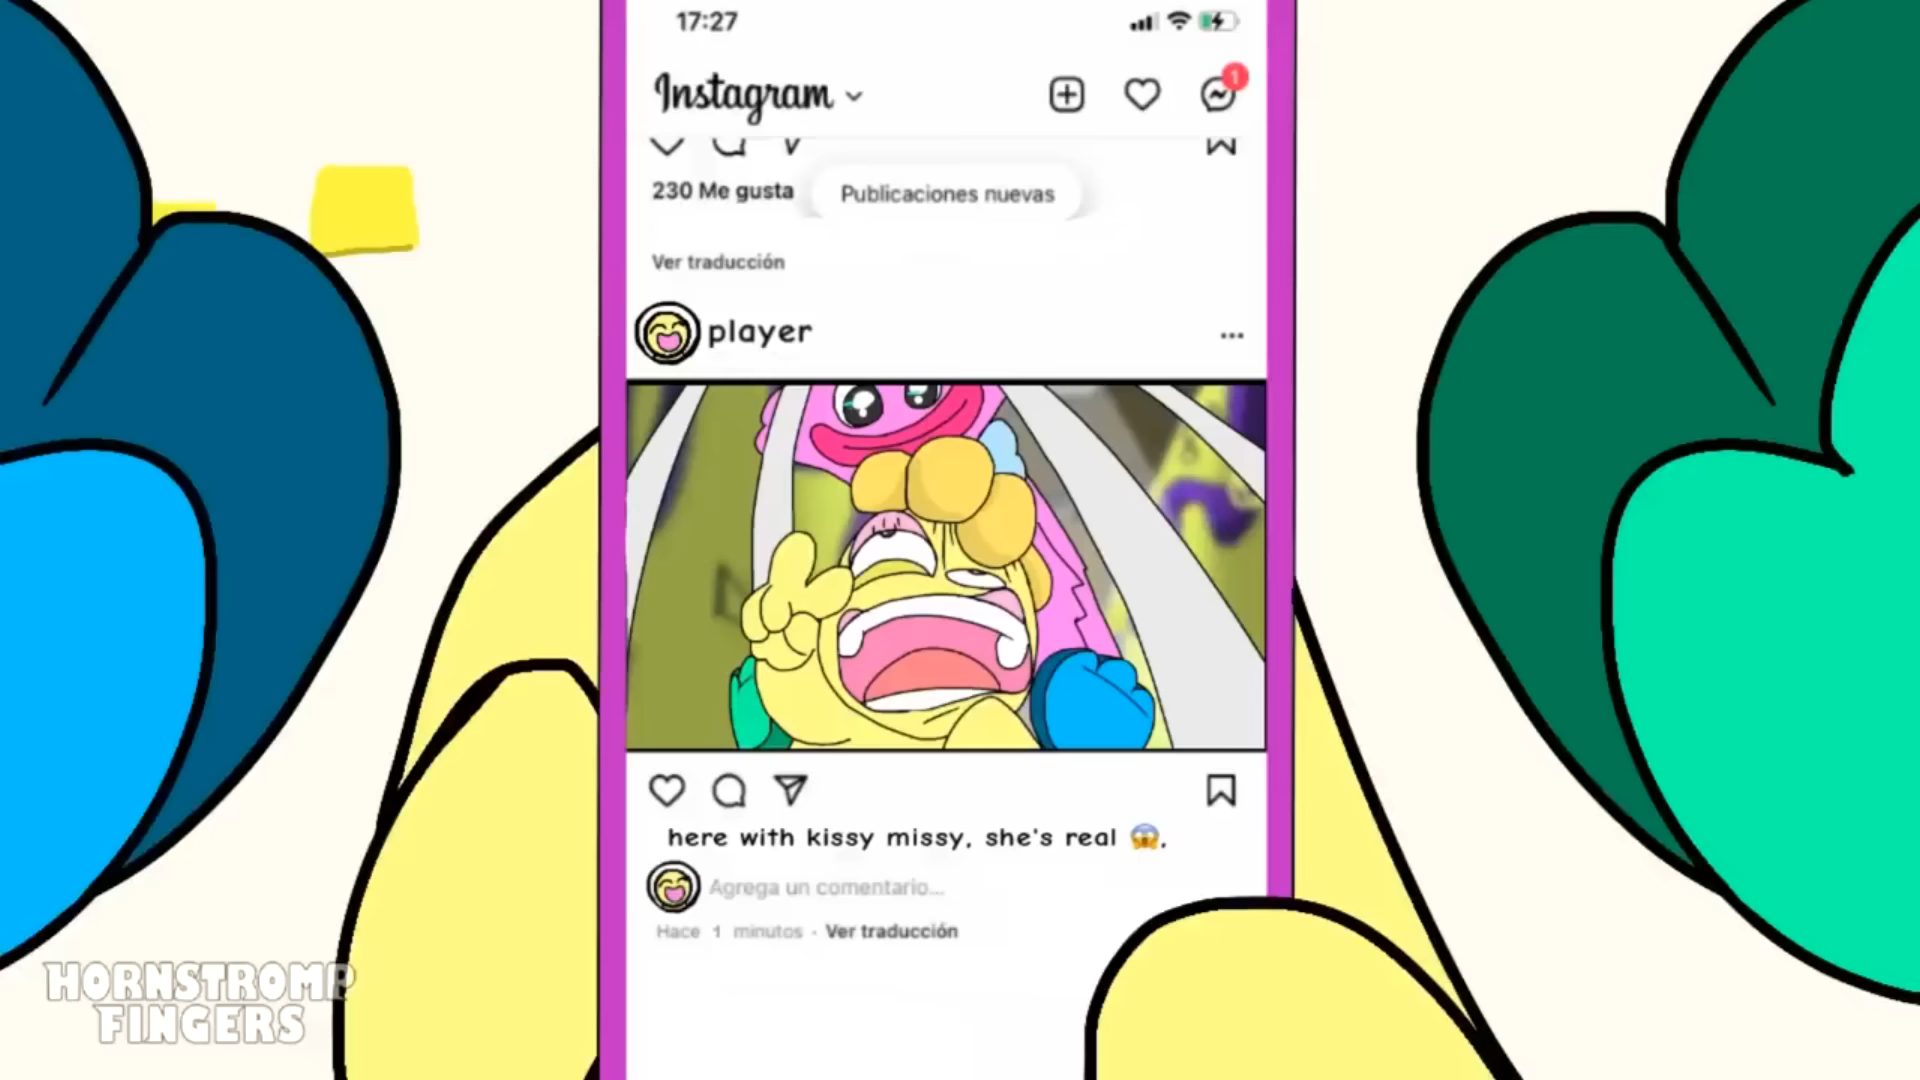 17:27
Instagram
1
230 Me gusta
Publicaciones nuevas
Ver traducción
player
here with kissy missy, she's real 😱.
Agrega un comentario...
Hace 1 minutos · Ver traducción
HORNSTROMP
FINGERS